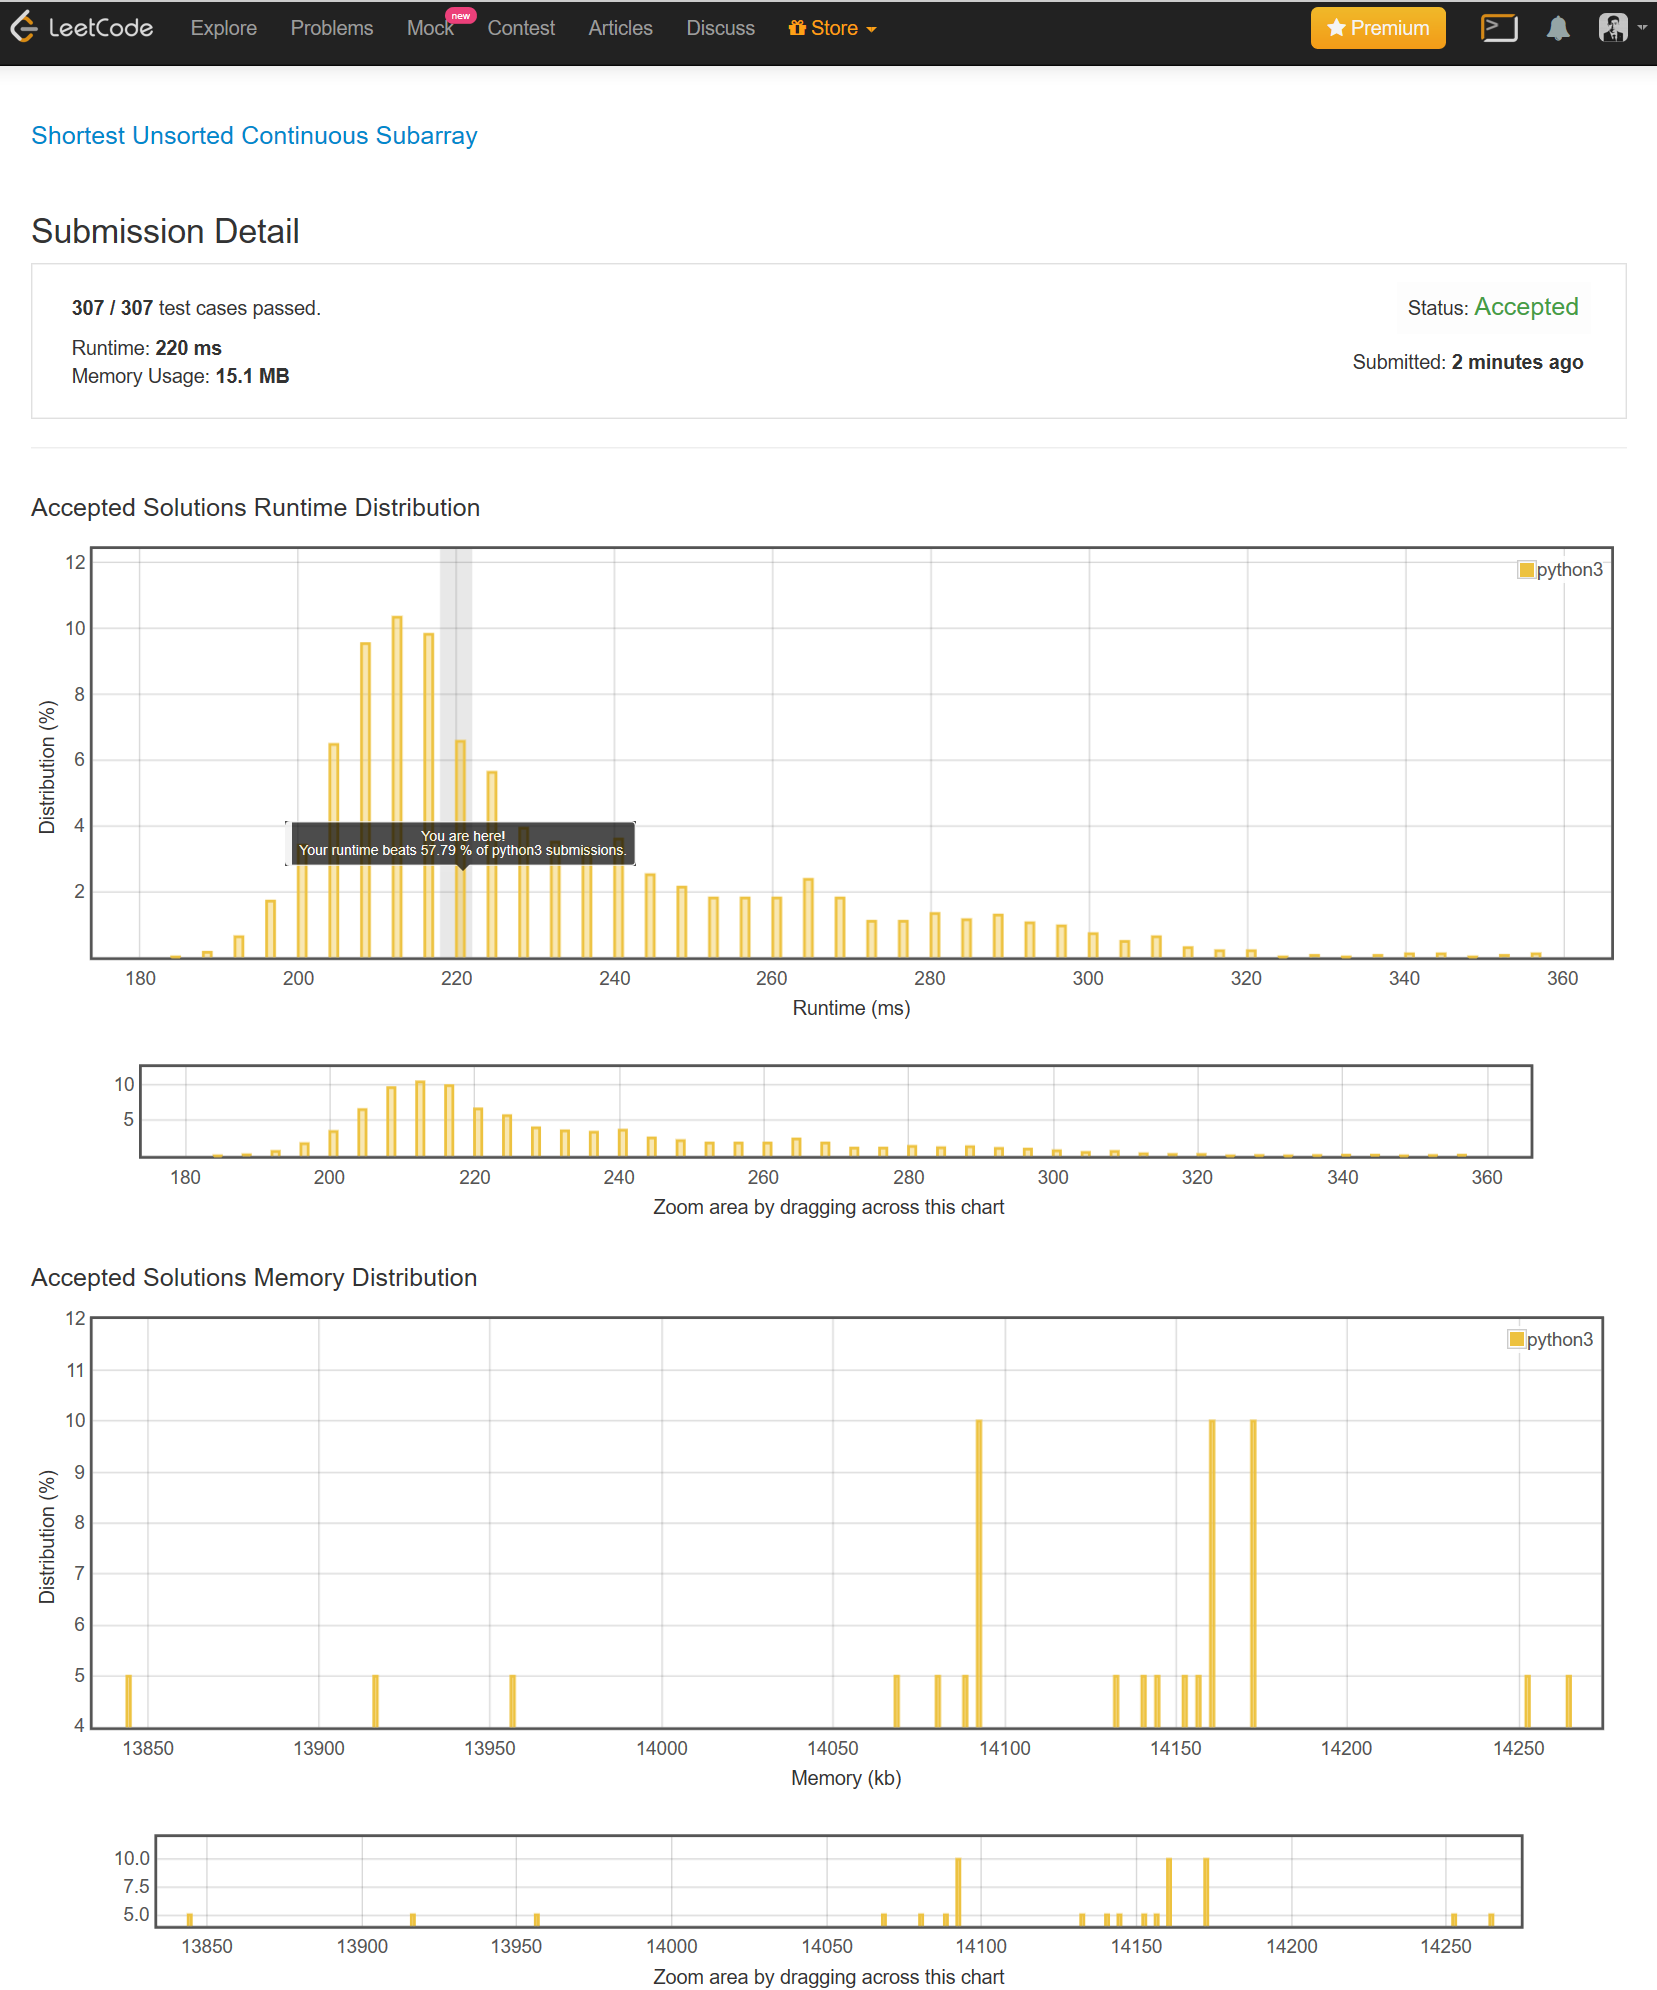 LeetCode Explore Problems Mock new Contest Articles Discuss Store Premium
Shortest Unsorted Continuous Subarray
Submission Detail
307 / 307 test cases passed.
Status: Accepted
Runtime: 220 ms
Submitted: 2 minutes ago
Memory Usage: 15.1 MB
Accepted Solutions Runtime Distribution
12
10
8
6
4
2
Distribution (%)
python3
You are here!
Your runtime beats 57.79 % of python3 submissions.
180 200 220 240 260 280 300 320 340 360
Runtime (ms)
10
5
180 200 220 240 260 280 300 320 340 360
Zoom area by dragging across this chart
Accepted Solutions Memory Distribution
12
11
10
9
8
7
6
5
4
Distribution (%)
python3
13850 13900 13950 14000 14050 14100 14150 14200 14250
Memory (kb)
10.0
7.5
5.0
13850 13900 13950 14000 14050 14100 14150 14200 14250
Zoom area by dragging across this chart